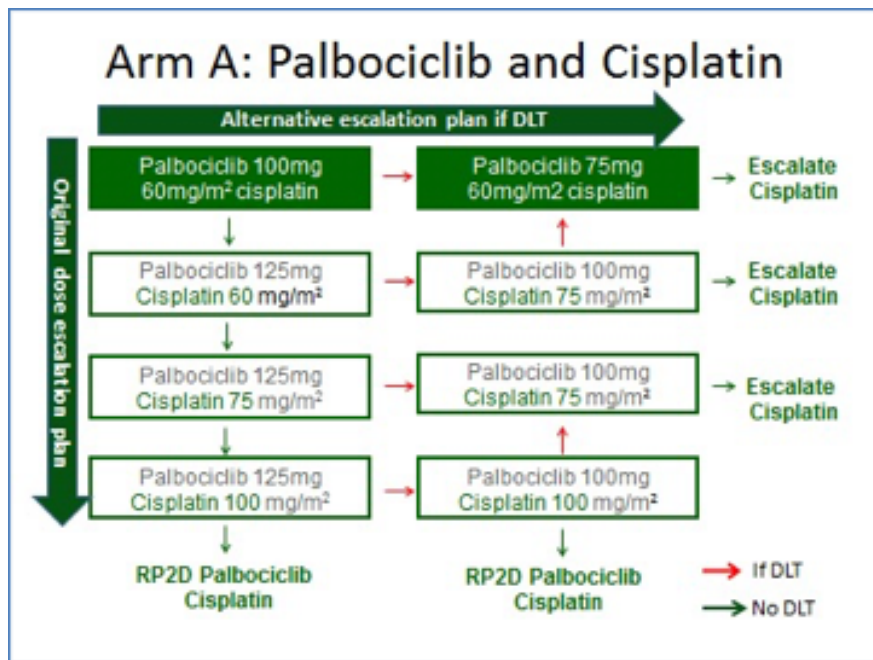 Arm A: Palbociclib and Cisplatin
Alternative escalation plan if DLT
Original dose escalation plan
Palbociclib 100mg
60mg/m² cisplatin
Palbociclib 75mg
60mg/m2 cisplatin
Escalate
Cisplatin
Palbociclib 125mg
Cisplatin 60 mg/m²
Palbociclib 100mg
Cisplatin 75 mg/m²
Escalate
Cisplatin
Palbociclib 125mg
Cisplatin 75 mg/m²
Palbociclib 100mg
Cisplatin 75 mg/m²
Escalate
Cisplatin
Palbociclib 125mg
Cisplatin 100 mg/m²
Palbociclib 100mg
Cisplatin 100 mg/m²
RP2D Palbociclib
Cisplatin
RP2D Palbociclib
Cisplatin
If DLT
No DLT